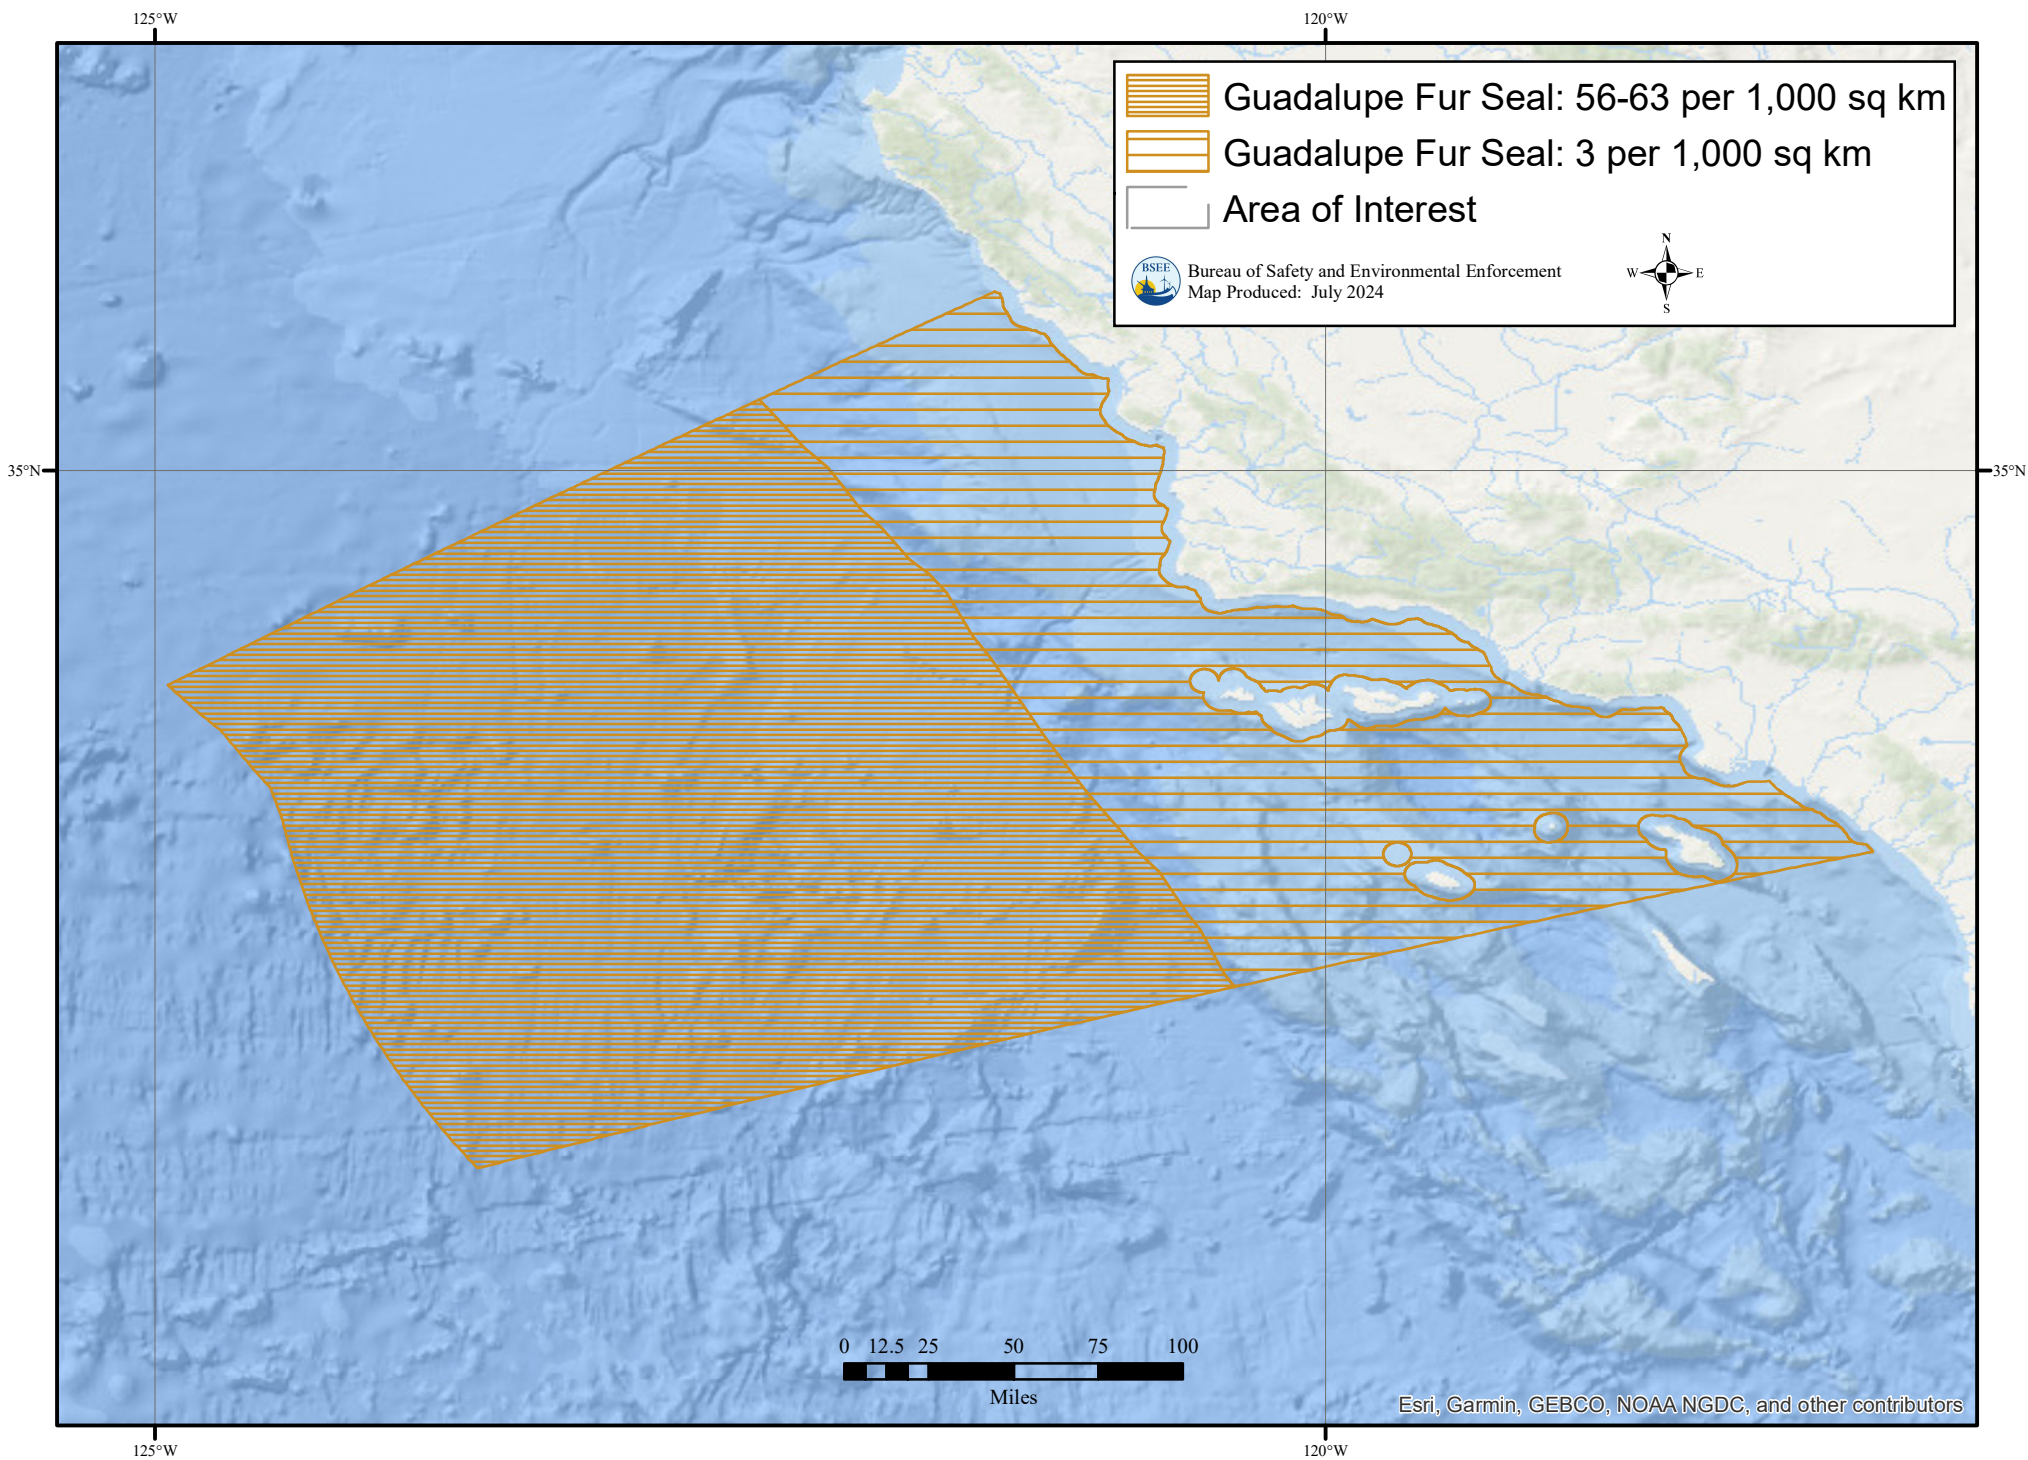 125°W
120°W
Guadalupe Fur Seal: 56-63 per 1,000 sq km
Guadalupe Fur Seal: 3 per 1,000 sq km
Area of Interest
N
W E
S
BSEE
Bureau of Safety and Environmental Enforcement
Map Produced: July 2024
35°N
35°N
0 12.5 25 50 75 100
Miles
Esri, Garmin, GEBCO, NOAA NGDC, and other contributors
125°W
120°W